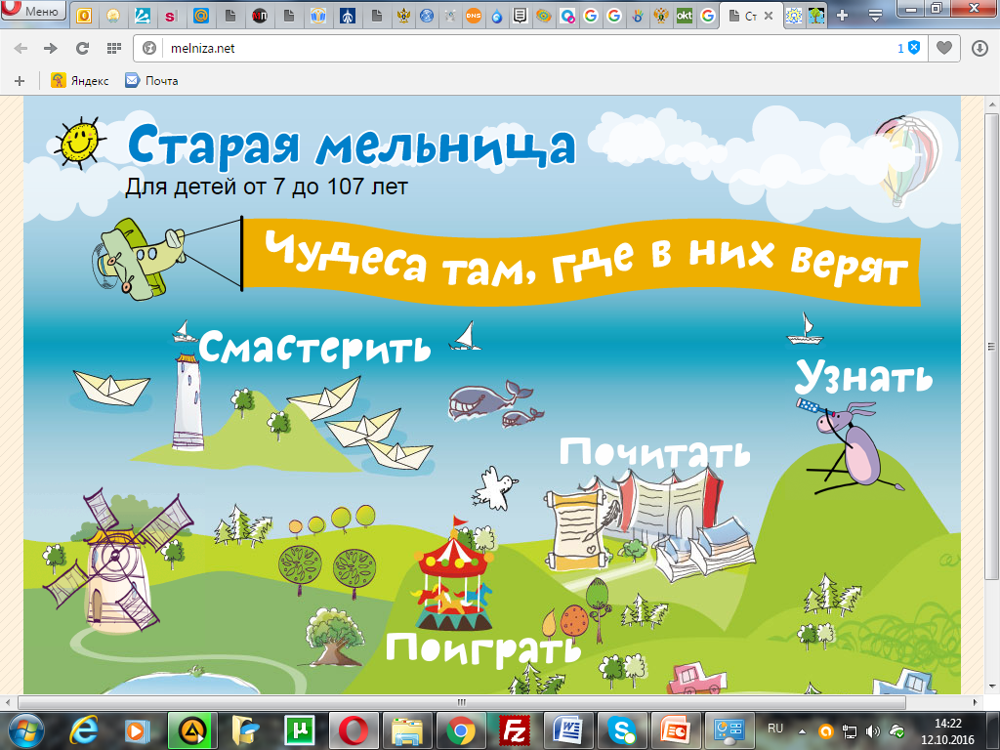 Меню
Ст
melniza.net
1
Яндекс
Почта
Старая мельница
Для детей от 7 до 107 лет
Чудеса там, где в них верят
Смастерить
Узнать
Почитать
Поиграть
RU
14:22
12.10.2016